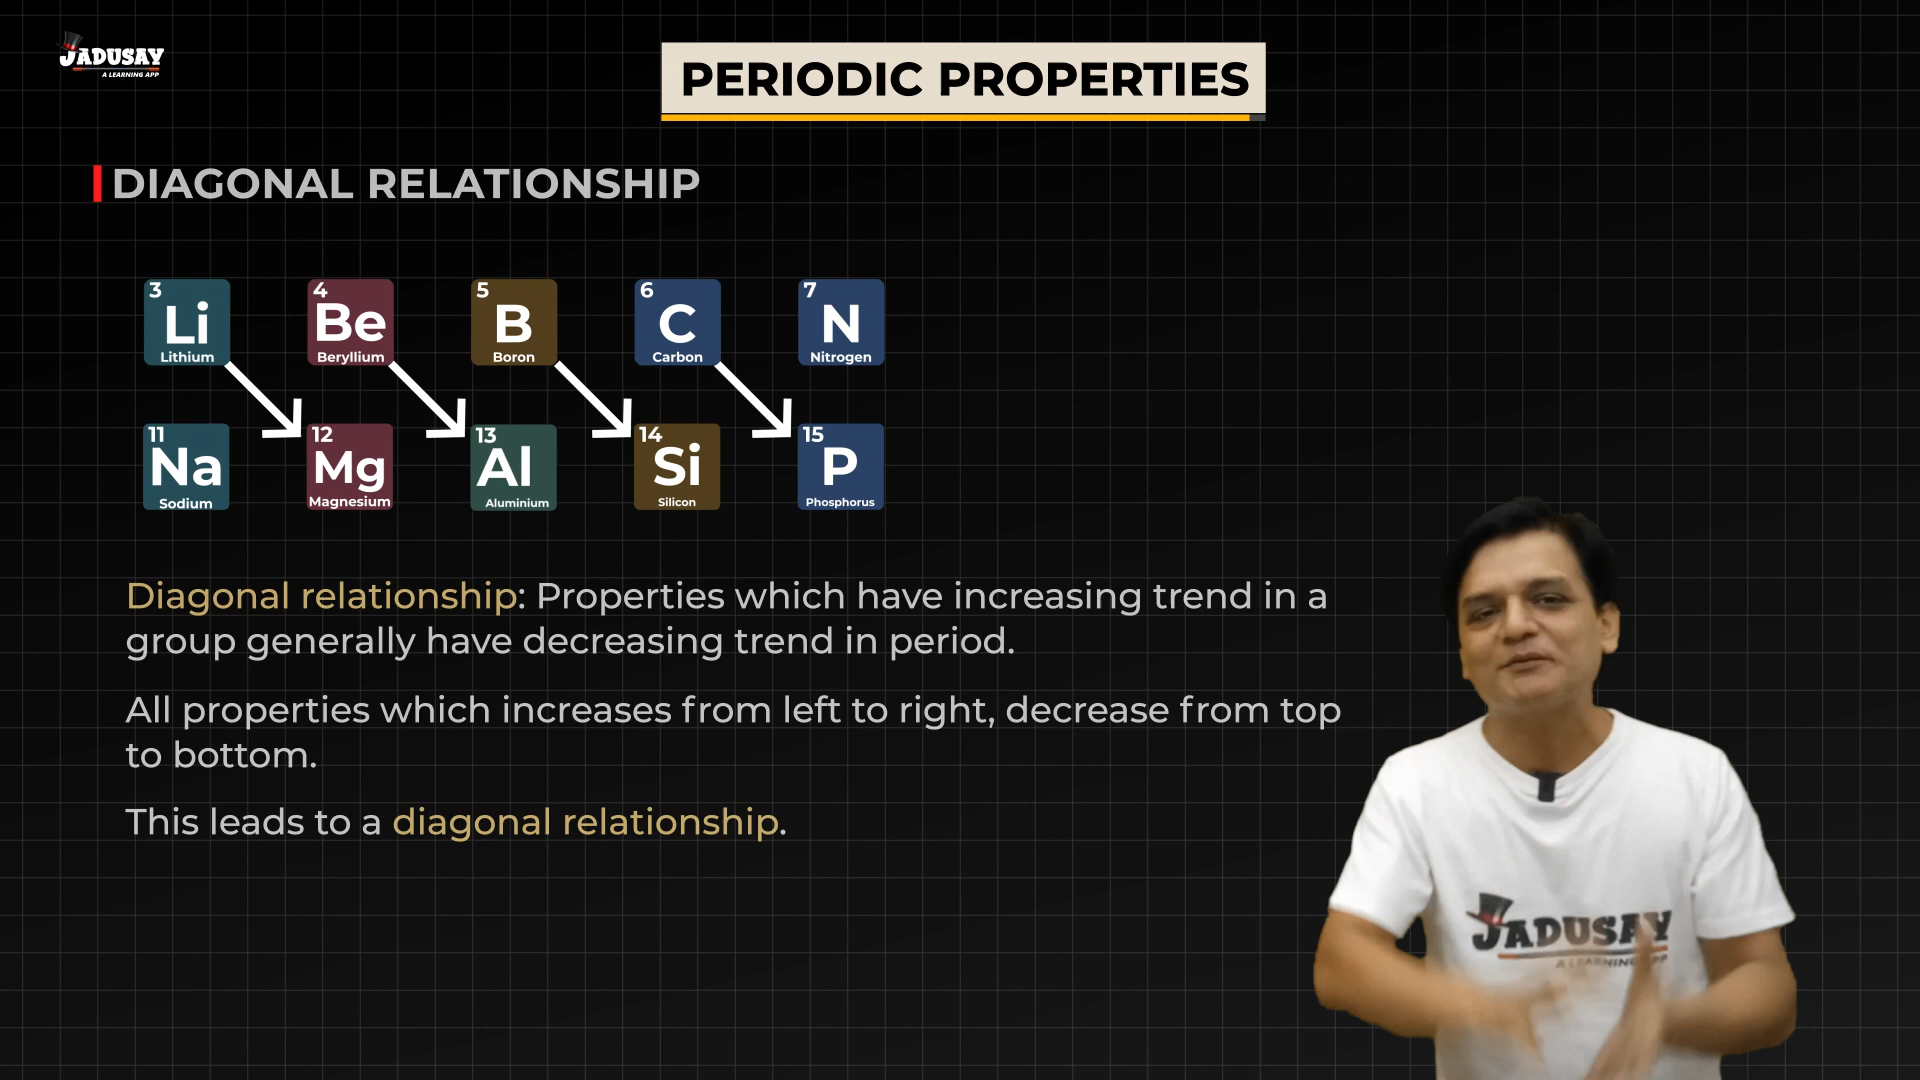 JADUSAY
A LEARNING APP
PERIODIC PROPERTIES
DIAGONAL RELATIONSHIP
3 4 5 6 7
Li Be B C N
Lithium Beryllium Boron Carbon Nitrogen
11 12 13 14 15
Na Mg Al Si P
Sodium Magnesium Aluminium Silicon Phosphorus
Diagonal relationship: Properties which have increasing trend in a
group generally have decreasing trend in period.
All properties which increases from left to right, decrease from top
to bottom.
This leads to a diagonal relationship.
JADUSAY
A LEARNING APP